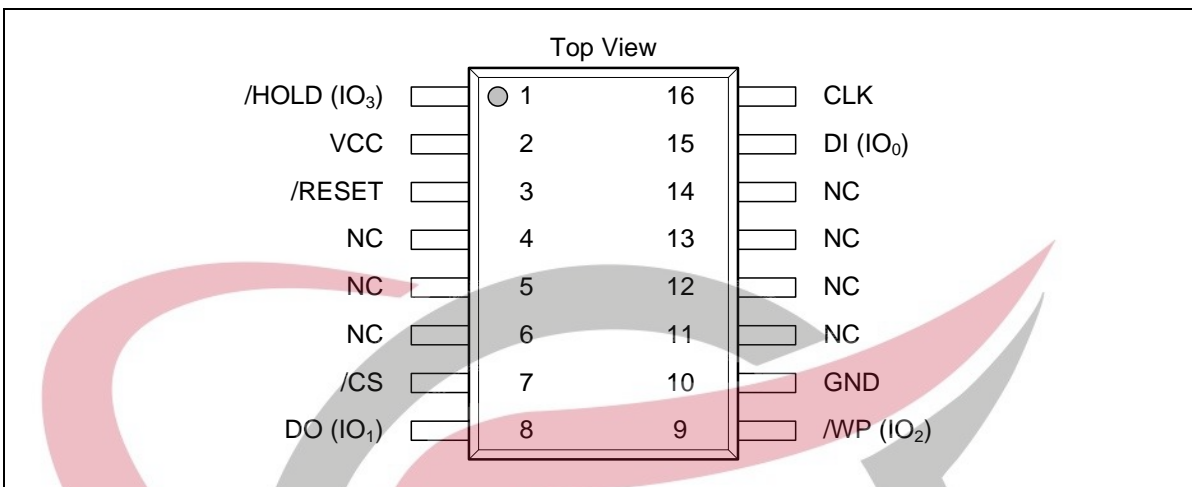 Top View
/HOLD (IO₃) 1 16 CLK
VCC 2 15 DI (IO₀)
/RESET 3 14 NC
NC 4 13 NC
NC 5 12 NC
NC 6 11 NC
/CS 7 10 GND
DO (IO₁) 8 9 /WP (IO₂)